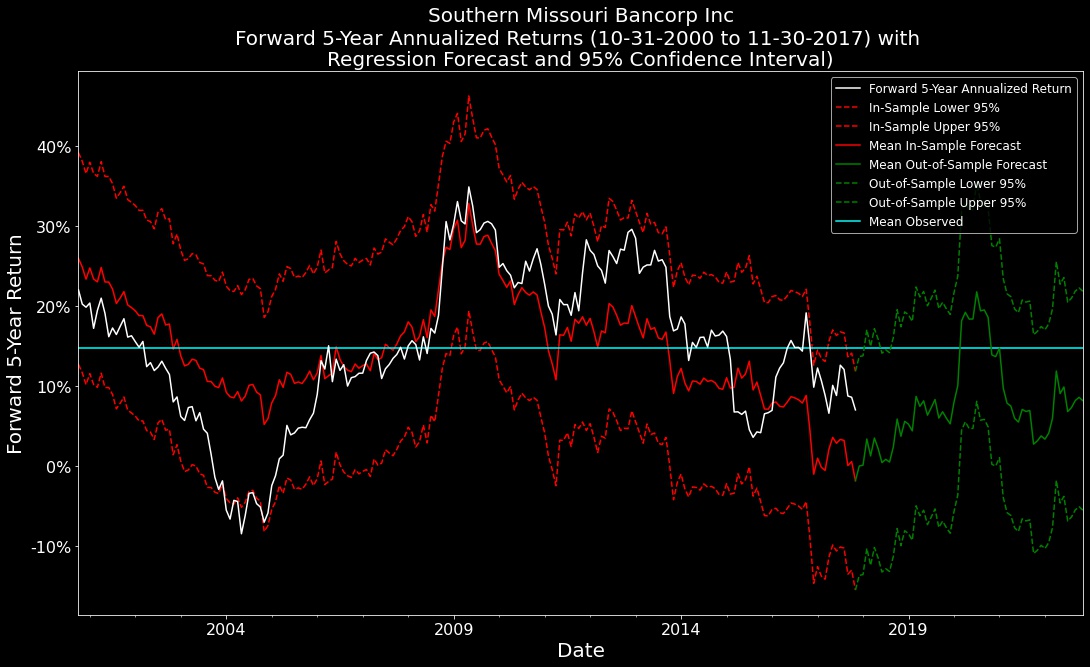 Southern Missouri Bancorp Inc
Forward 5-Year Annualized Returns (10-31-2000 to 11-30-2017) with
Regression Forecast and 95% Confidence Interval)
Forward 5-Year Annualized Return
In-Sample Lower 95%
In-Sample Upper 95%
Mean In-Sample Forecast
Mean Out-of-Sample Forecast
Out-of-Sample Lower 95%
Out-of-Sample Upper 95%
Mean Observed
Forward 5-Year Return
40%
30%
20%
10%
0%
-10%
2004
2009
2014
2019
Date